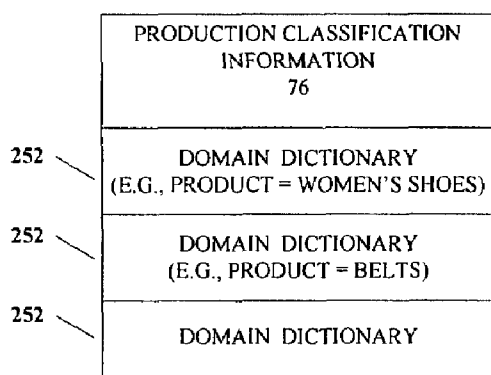 PRODUCTION CLASSIFICATION
INFORMATION
76
252
DOMAIN DICTIONARY
(E.G., PRODUCT = WOMEN'S SHOES)
252
DOMAIN DICTIONARY
(E.G., PRODUCT = BELTS)
252
DOMAIN DICTIONARY